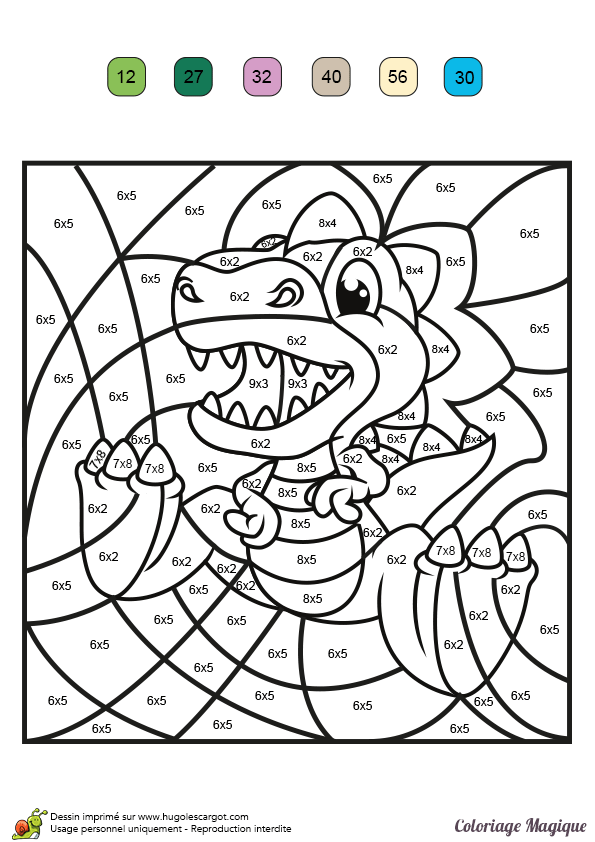 12 27 32 40 56 30
6x5 6x5
6x5 6x5 6x5
6x5 8x4 6x5
6x2 6x2 6x2 6x2
6x5 8x4 6x5
6x2
6x5 6x5 6x5
6x2 6x2 8x4
6x5 6x5 9x3 9x3
6x5 6x5
8x4 6x5
6x5 6x5 6x2 8x4 6x5 8x4 8x4
7x8 7x8 7x8 6x5 8x5 6x2 8x4
6x2 8x5 6x2
6x2 6x2 8x5 6x5
6x2
6x2 6x2 6x2 8x5 6x2 7x8 7x8 7x8
6x5 6x5 6x2 8x5 6x2
6x5 6x5 6x2 6x5
6x5 6x2
6x5 6x5 6x5
6x5 6x5 6x5 6x5 6x5 6x5
6x5 6x5 6x5
Dessin imprimé sur www.hugolescargot.com
Usage personnel uniquement - Reproduction interdite
Coloriage Magique